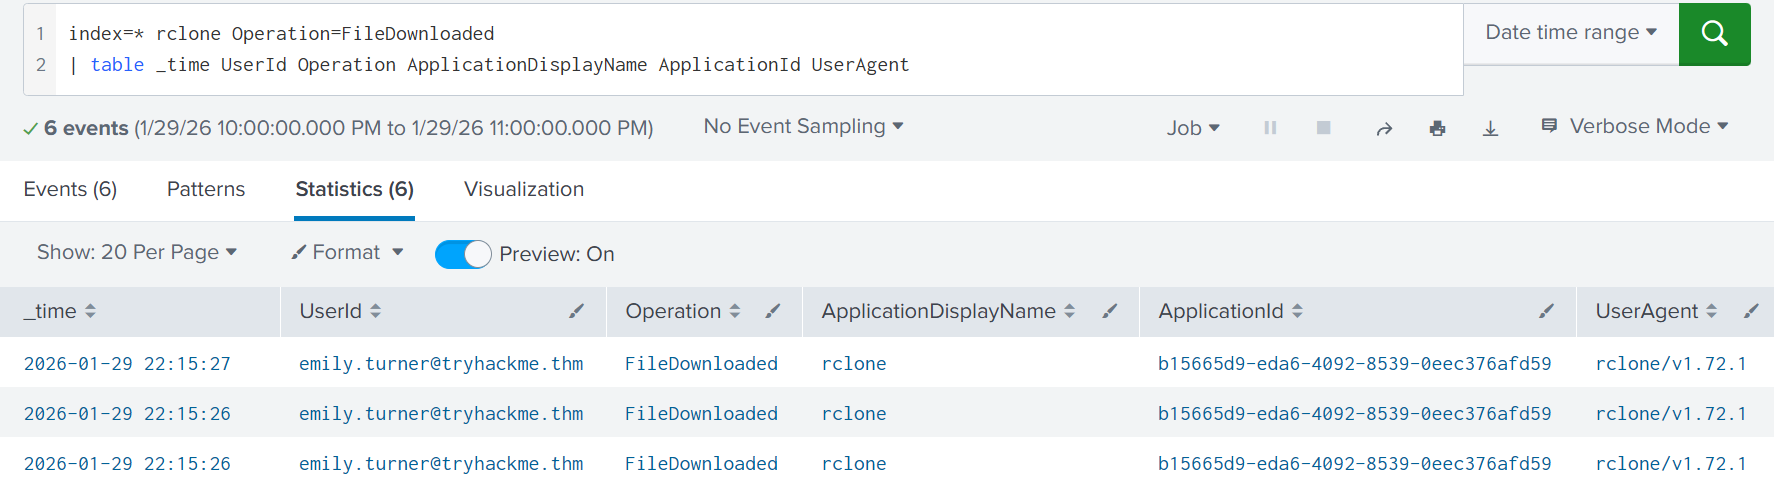 1 index=* rclone Operation=FileDownloaded
2 | table _time UserId Operation ApplicationDisplayName ApplicationId UserAgent
Date time range
6 events (1/29/26 10:00:00.000 PM to 1/29/26 11:00:00.000 PM) No Event Sampling Job Verbose Mode
Events (6) Patterns Statistics (6) Visualization
Show: 20 Per Page Format Preview: On
_time UserId Operation ApplicationDisplayName ApplicationId UserAgent
2026-01-29 22:15:27 emily.turner@tryhackme.thm FileDownloaded rclone b15665d9-eda6-4092-8539-0eec376afd59 rclone/v1.72.1
2026-01-29 22:15:26 emily.turner@tryhackme.thm FileDownloaded rclone b15665d9-eda6-4092-8539-0eec376afd59 rclone/v1.72.1
2026-01-29 22:15:26 emily.turner@tryhackme.thm FileDownloaded rclone b15665d9-eda6-4092-8539-0eec376afd59 rclone/v1.72.1